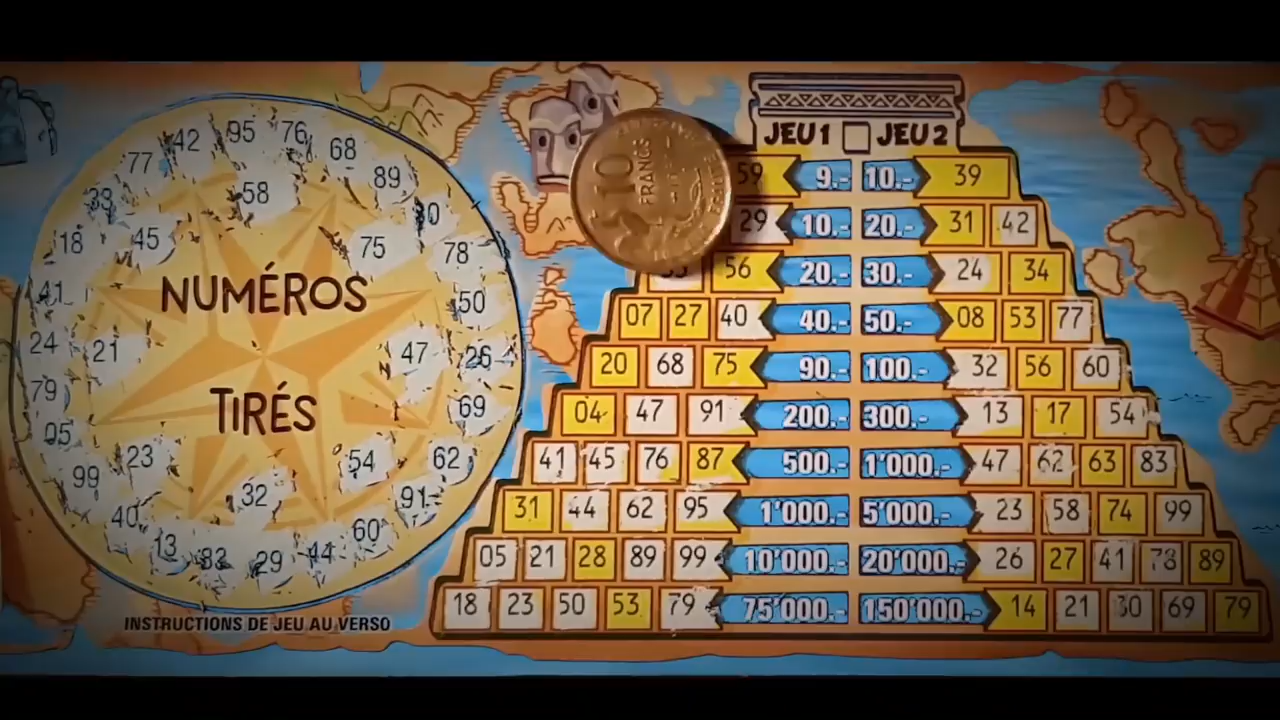 42 95 76 68
77 58 89
33 30
18 45 75 78
NUMÉROS
41 50
24 21 47 26
79 TIRÉS 69
05
23 54 62
99 32 91
40 60
13 83 29 44
INSTRUCTIONS DE JEU AU VERSO
10
FRANCS
JEU 1 JEU 2
59 9.- 10.- 39
29 10.- 20.- 31 42
56 20.- 30.- 24 34
07 27 40 40.- 50.- 08 53 77
20 68 75 90.- 100.- 32 56 60
04 47 91 200.- 300.- 13 17 54
41 45 76 87 500.- 1'000.- 47 62 63 83
31 44 62 95 1'000.- 5'000.- 23 58 74 99
05 21 28 89 99 10'000.- 20'000.- 26 27 41 78 89
18 23 50 53 79 75'000.- 150'000.- 14 21 30 69 79